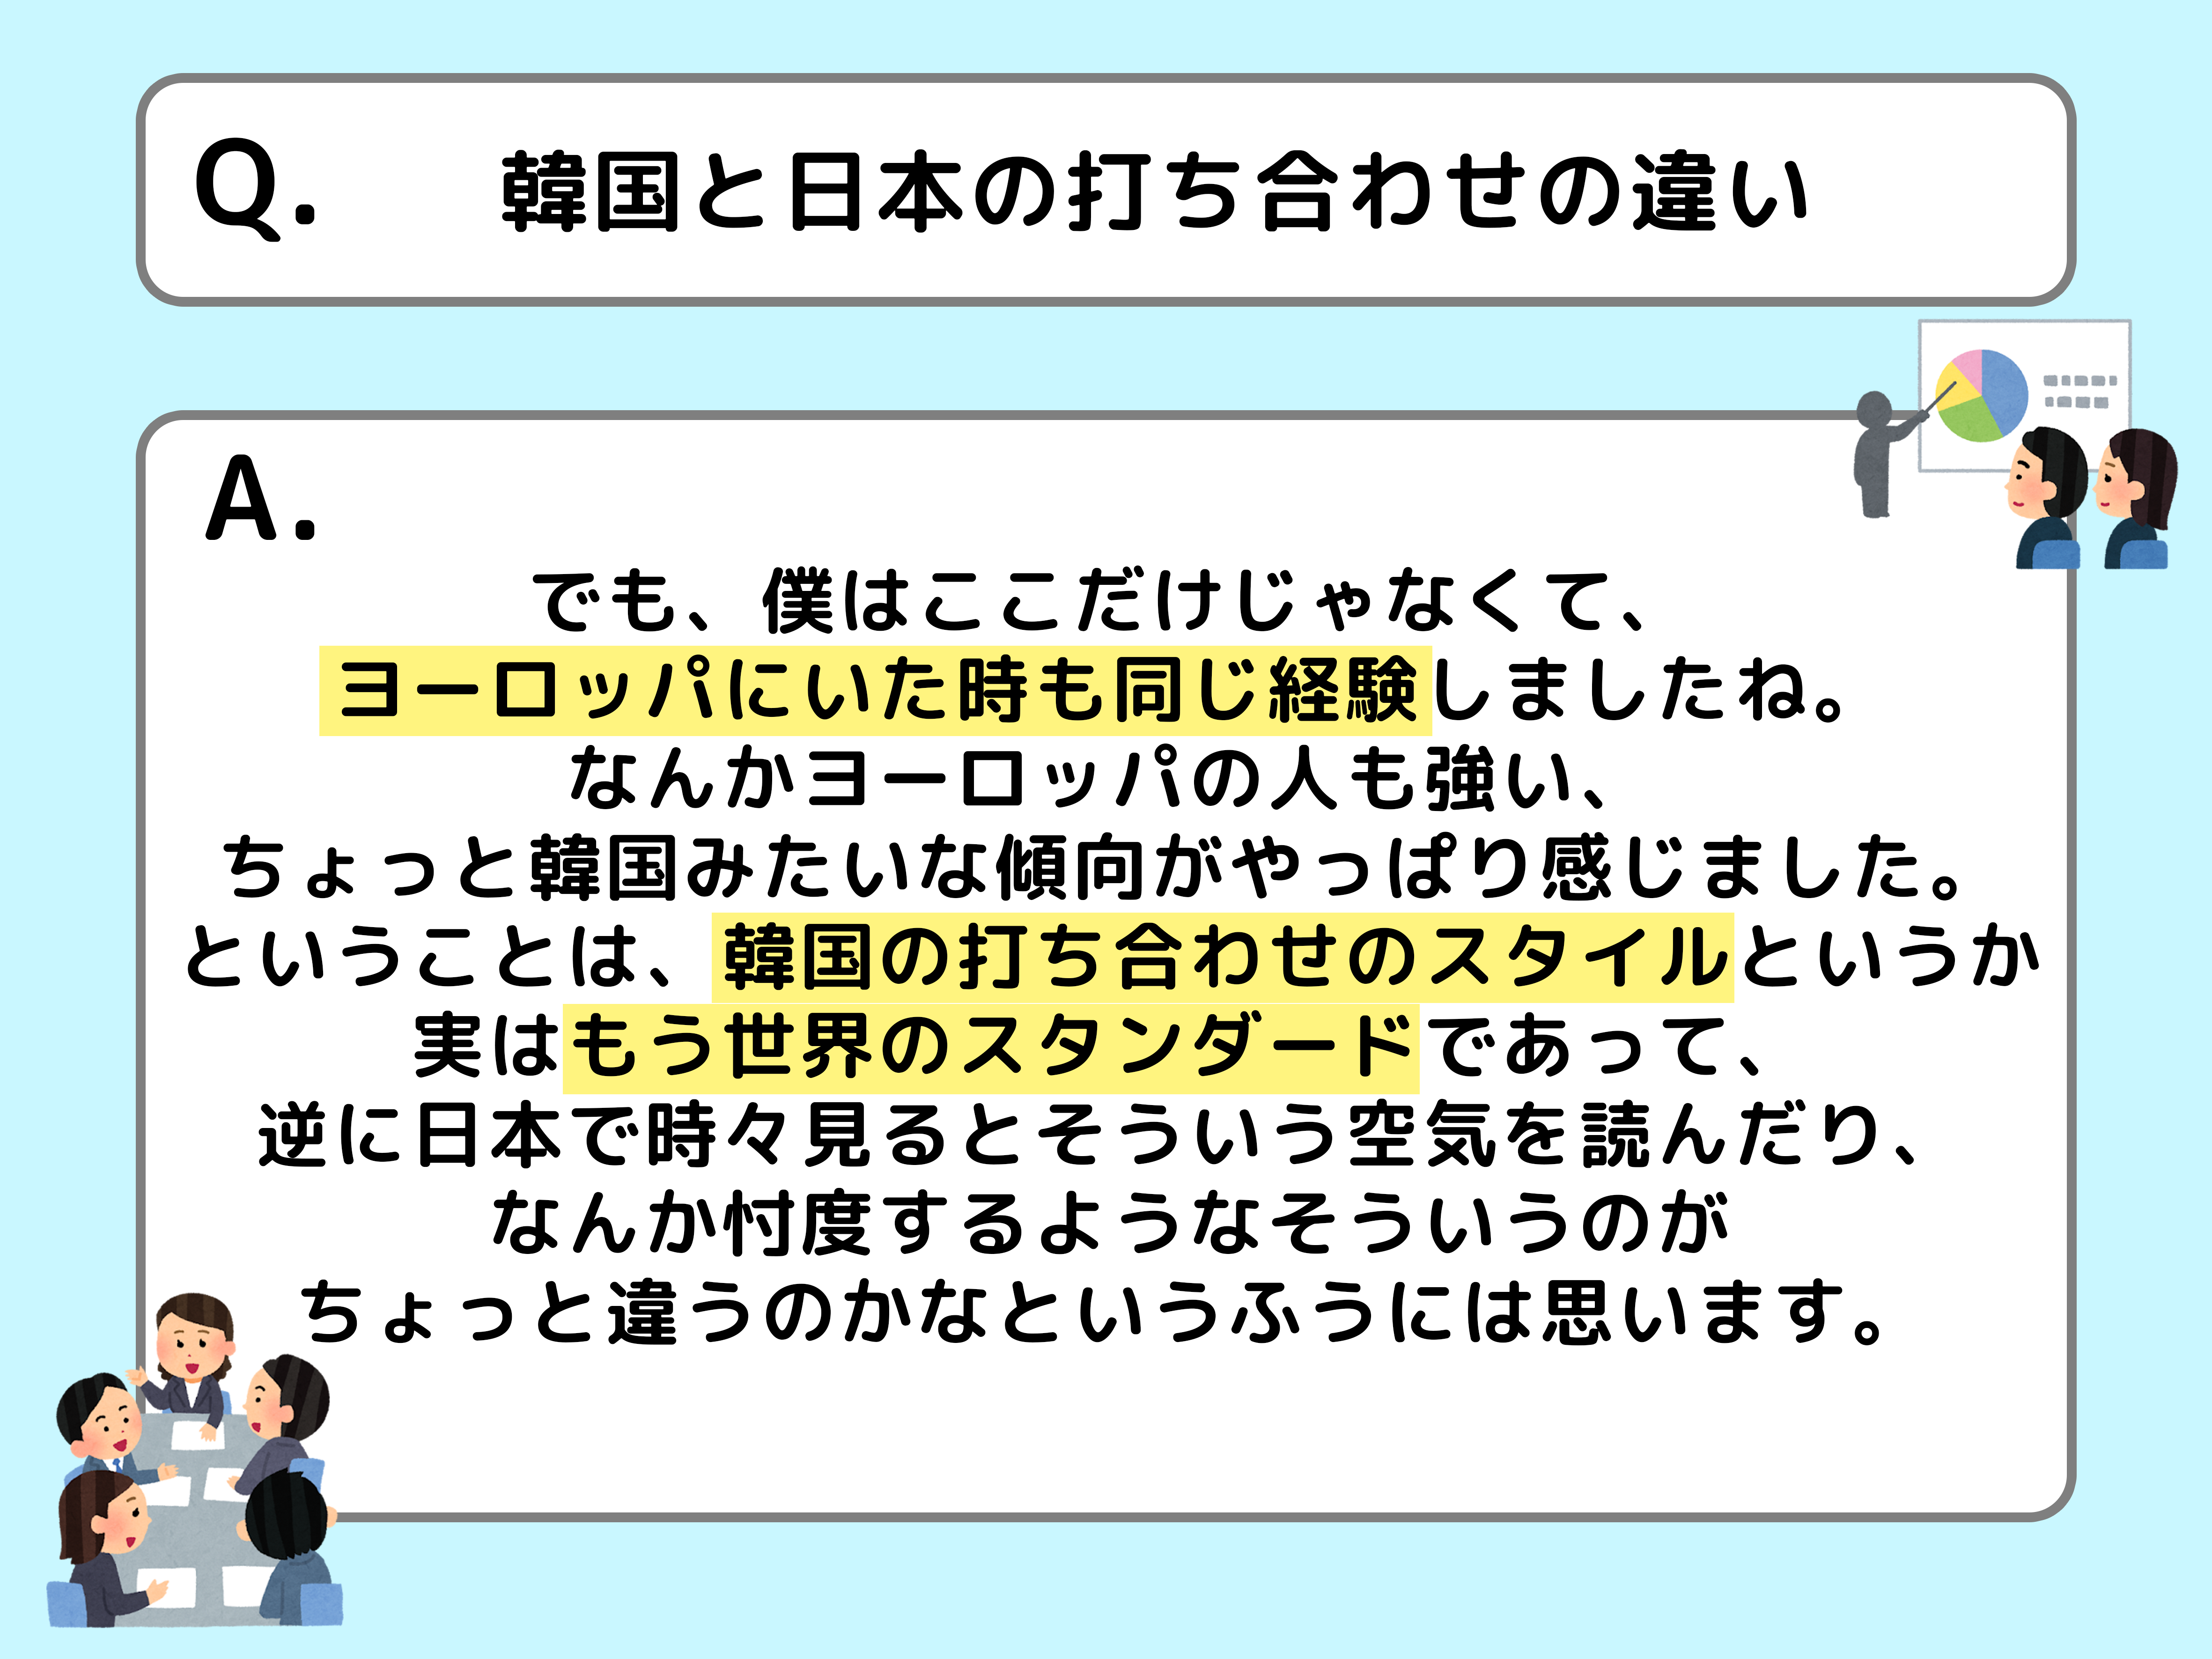 Q. 韓国と日本の打ち合わせの違い
A.
でも、僕はここだけじゃなくて、
ヨーロッパにいた時も同じ経験しましたね。
なんかヨーロッパの人も強い、
ちょっと韓国みたいな傾向がやっぱり感じました。
ということは、韓国の打ち合わせのスタイルというか
実はもう世界のスタンダードであって、
逆に日本で時々見るとそういう空気を読んだり、
なんか忖度するようなそういうのが
ちょっと違うのかなというふうには思います。